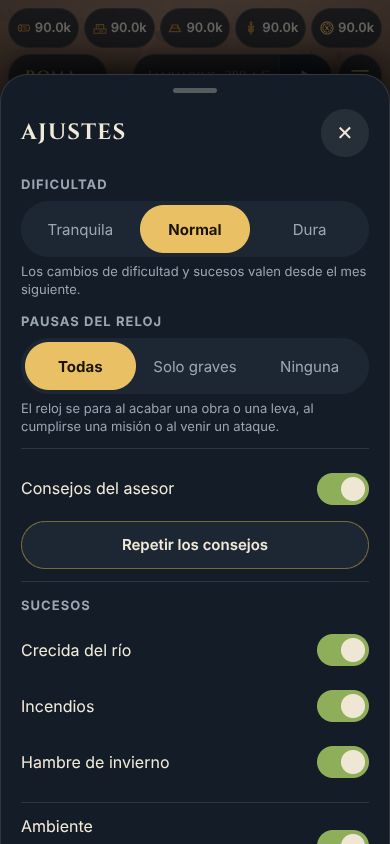 90.0k 90.0k 90.0k 90.0k 90.0k
AJUSTES
DIFICULTAD
Tranquila Normal Dura
Los cambios de dificultad y sucesos valen desde el mes
siguiente.
PAUSAS DEL RELOJ
Todas Solo graves Ninguna
El reloj se para al acabar una obra o una leva, al
cumplirse una misión o al venir un ataque.
Consejos del asesor
Repetir los consejos
SUCESOS
Crecida del río
Incendios
Hambre de invierno
Ambiente